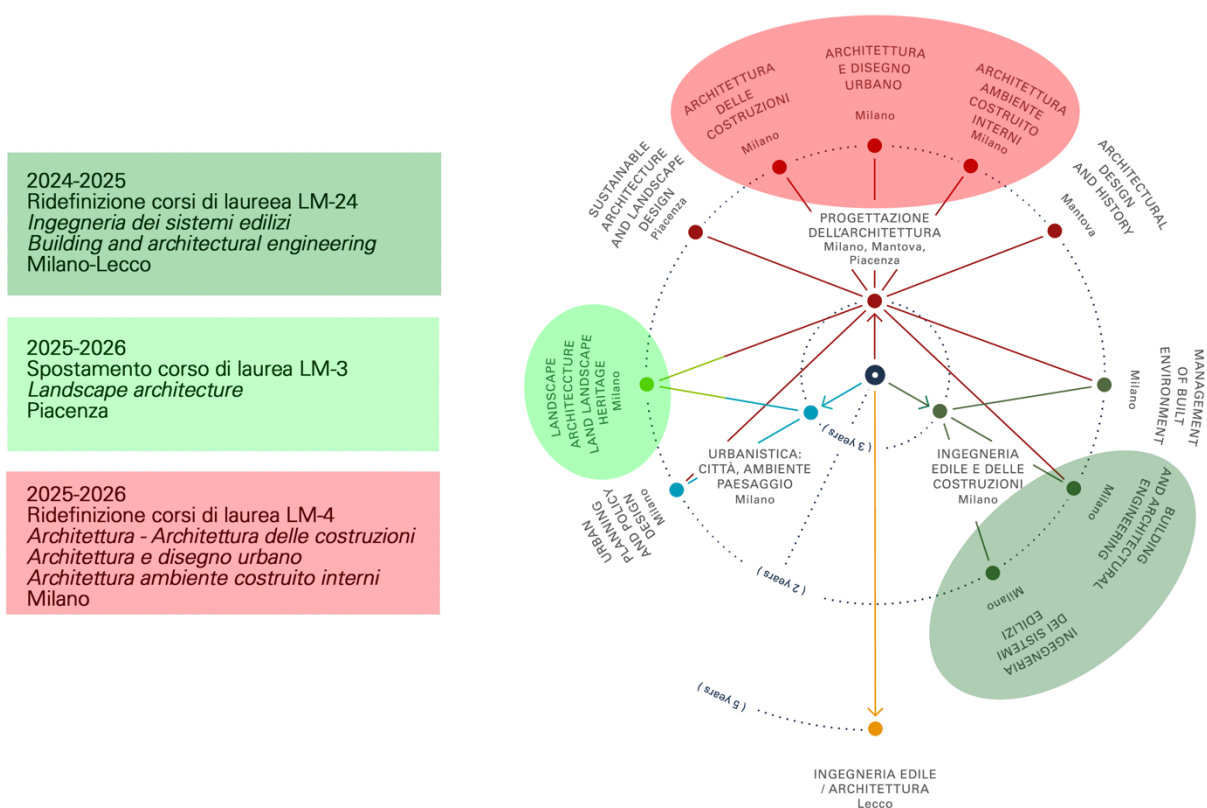 2024-2025
Ridefinizione corsi di laureea LM-24
Ingegneria dei sistemi edilizi
Building and architectural engineering
Milano-Lecco
2025-2026
Spostamento corso di laurea LM-3
Landscape architecture
Piacenza
2025-2026
Ridefinizione corsi di laurea LM-4
Architettura - Architettura delle costruzioni
Architettura e disegno urbano
Architettura ambiente costruito interni
Milano
ARCHITETTURA
DELLE
COSTRUZIONI
Milano
ARCHITETTURA
E DISEGNO
URBANO
Milano
ARCHITETTURA
AMBIENTE
COSTRUITO
INTERNI
Milano
SUSTAINABLE
ARCHITECTURE
AND LANDSCAPE
DESIGN
Piacenza
ARCHITECTURAL
DESIGN
AND HISTORY
Mantova
PROGETTAZIONE
DELL'ARCHITETTURA
Milano, Mantova,
Piacenza
LANDSCAPE
ARCHITECCTURE
LAND LANDSCAPE
HERITAGE
Milano
MANAGEMENT
OF BUILT
ENVIRONMENT
Milano
( 3 years )
URBANISTICA:
CITTÀ, AMBIENTE
PAESAGGIO
Milano
INGEGNERIA
EDILE E DELLE
COSTRUZIONI
Milano
URBAN
PLANNING
AND POLICY
DESIGN
Milano
BUILDING
AND ARCHITECTURAL
ENGINEERING
Milano
( 2 years )
INGEGNERIA
DEI SISTEMI
EDILIZI
Milano
( 5 years )
INGEGNERIA EDILE
/ ARCHITETTURA
Lecco